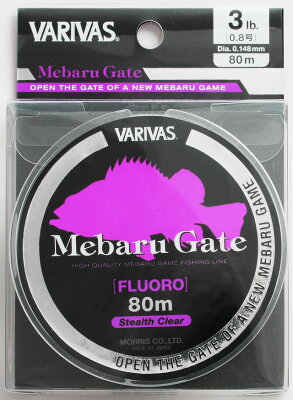 VARIVAS®
3 lb.
(0.8号)
Dia. 0.148mm
80m
Mebaru Gate
OPEN THE GATE OF A NEW MEBARU GAME
VARIVAS®
Mebaru Gate
HIGH QUALITY MEBARU GAME FISHING LINE
[FLUORO]
80m
Stealth Clear
MORRIS CO.,LTD.
MADE IN JAPAN
OPEN THE GATE OF A NEW MEBARU GAME